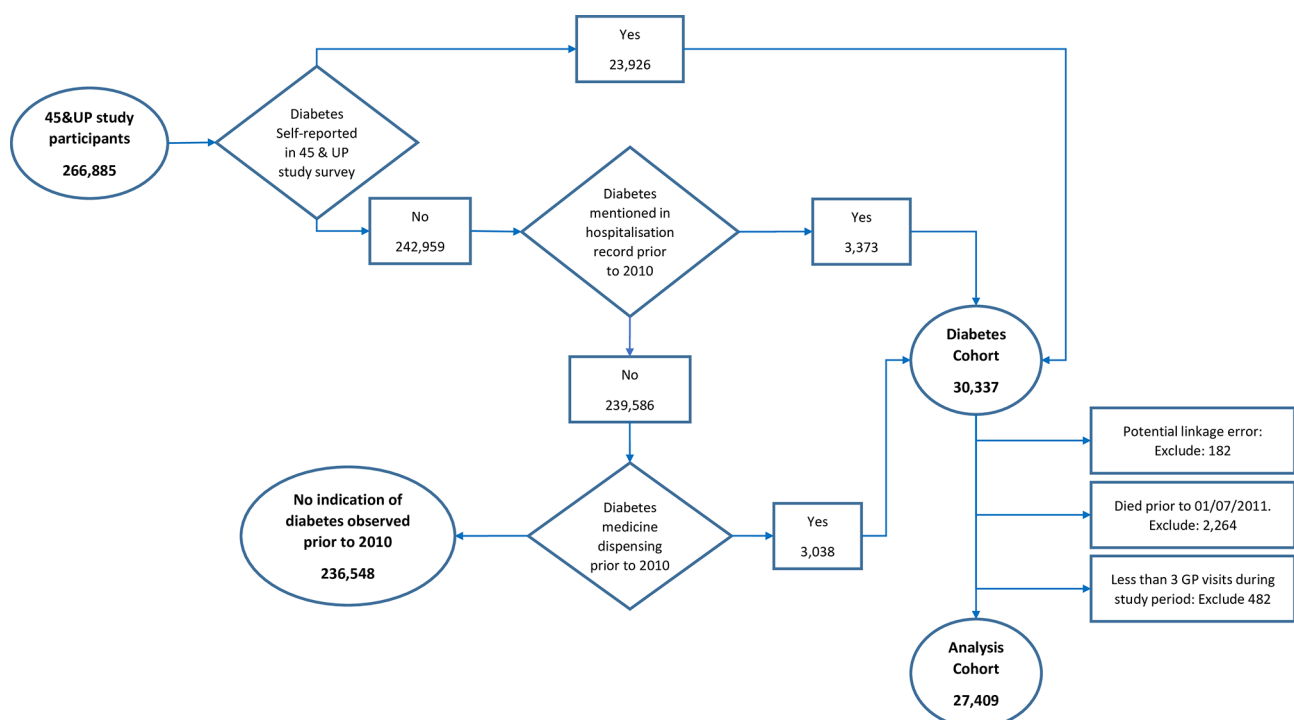 45&UP study
participants
266,885
Diabetes
Self-reported
in 45 & UP
study survey
Yes
23,926
No
242,959
Diabetes
mentioned in
hospitalisation
record prior
to 2010
Yes
3,373
No
239,586
Diabetes
medicine
dispensing
prior to 2010
Yes
3,038
No indication of
diabetes observed
prior to 2010
236,548
Diabetes
Cohort
30,337
Potential linkage error:
Exclude: 182
Died prior to 01/07/2011.
Exclude: 2,264
Less than 3 GP visits during
study period: Exclude 482
Analysis
Cohort
27,409